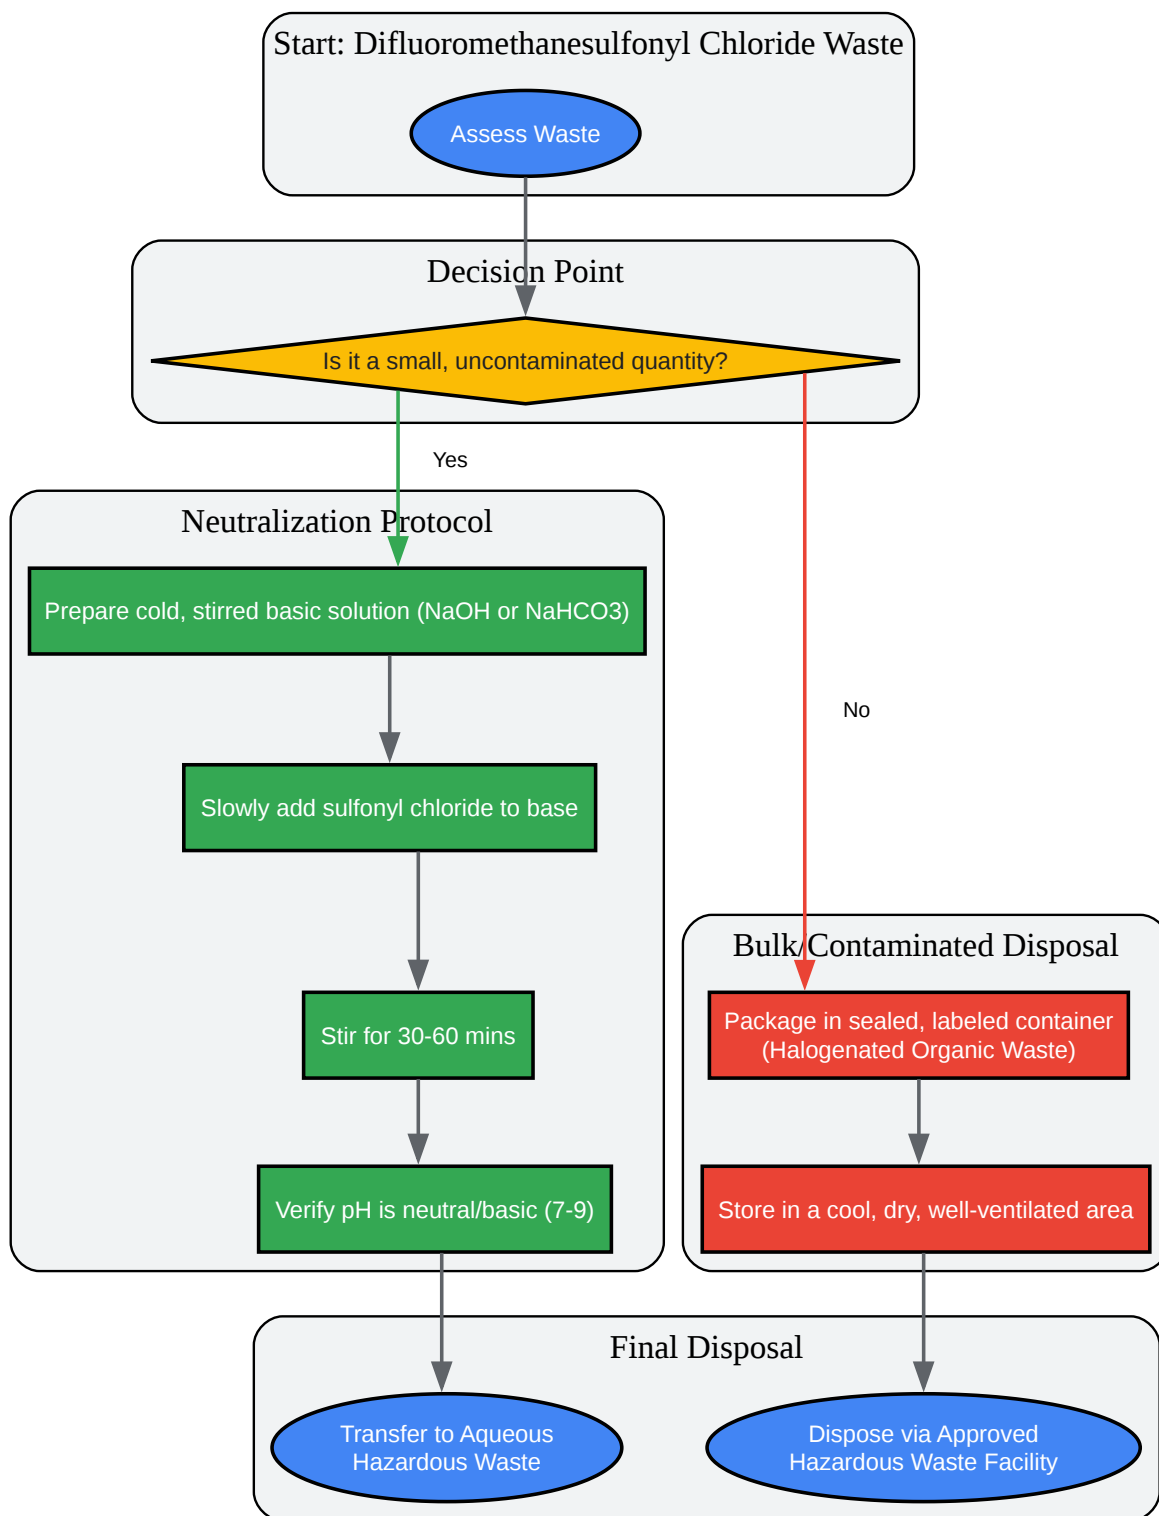 Start: Difluoromethanesulfonyl Chloride Waste
Assess Waste
Decision Point
Is it a small, uncontaminated quantity?
Yes
No
Neutralization Protocol
Prepare cold, stirred basic solution (NaOH or NaHCO3)
Slowly add sulfonyl chloride to base
Stir for 30-60 mins
Verify pH is neutral/basic (7-9)
Bulk/Contaminated Disposal
Package in sealed, labeled container
(Halogenated Organic Waste)
Store in a cool, dry, well-ventilated area
Final Disposal
Transfer to Aqueous
Hazardous Waste
Dispose via Approved
Hazardous Waste Facility